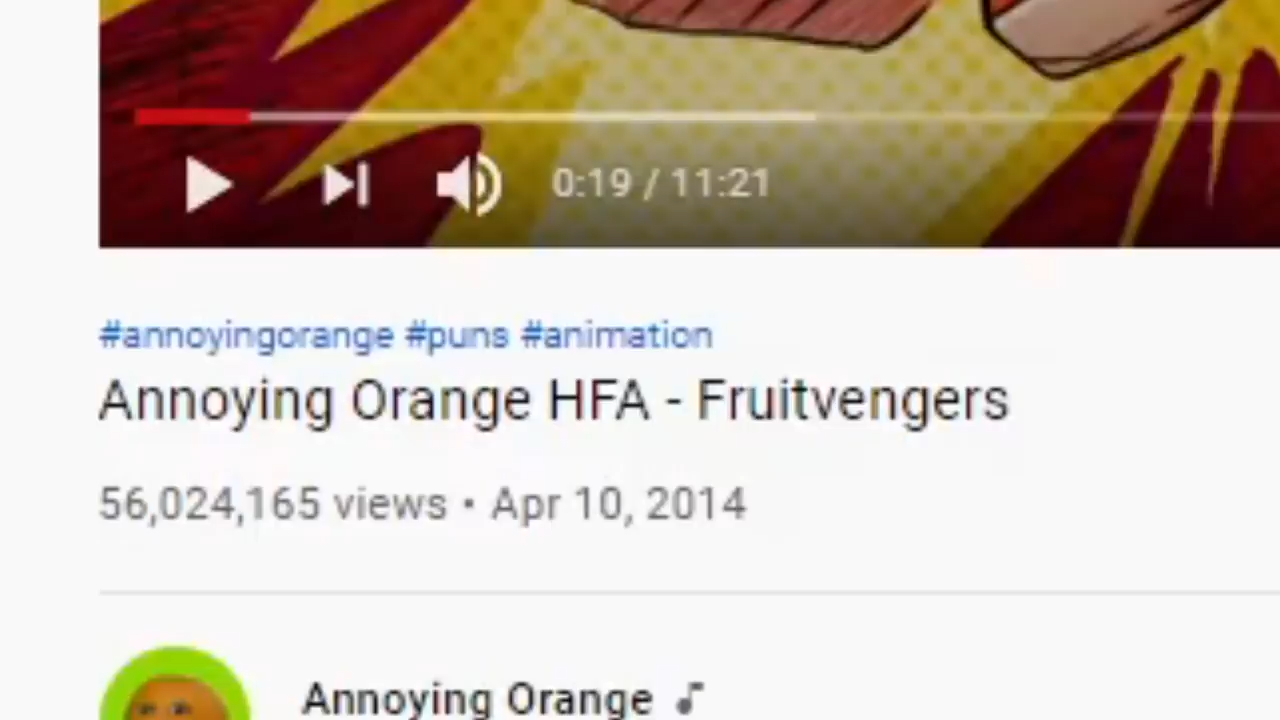 0:19 / 11:21
#annoyingorange #puns #animation
Annoying Orange HFA - Fruitvengers
56,024,165 views • Apr 10, 2014
Annoying Orange